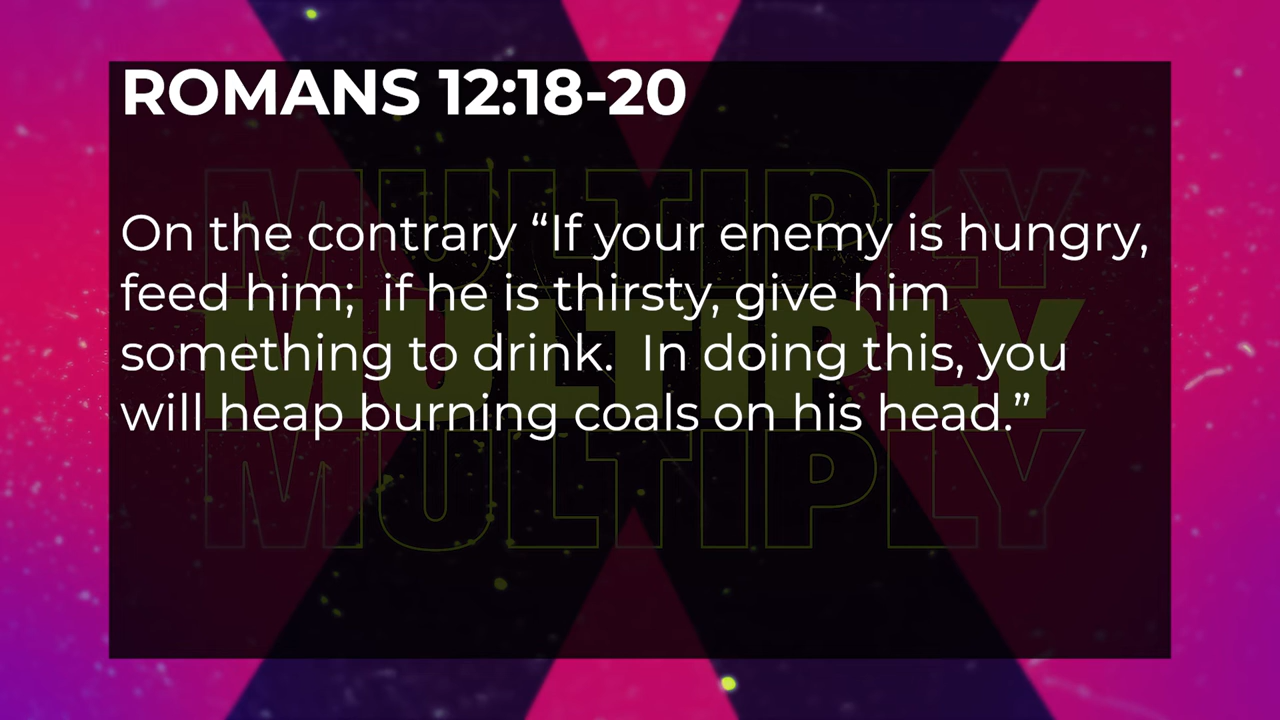 ROMANS 12:18-20
MULTIPLY
On the contrary “If your enemy is hungry,
feed him;  if he is thirsty, give him
MULTIPLY
something to drink.  In doing this, you
will heap burning coals on his head.”
MULTIPLY